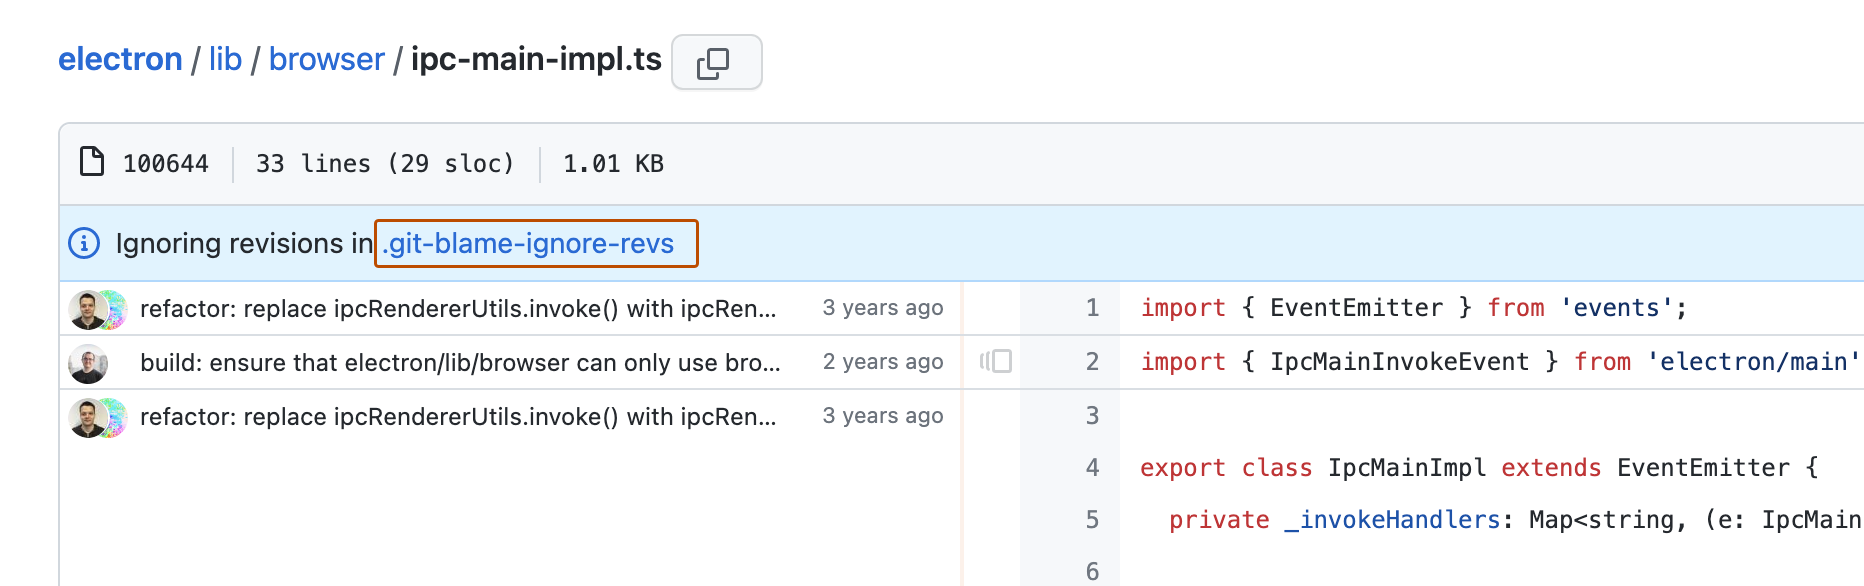 electron / lib / browser / ipc-main-impl.ts
100644 33 lines (29 sloc) 1.01 KB
Ignoring revisions in .git-blame-ignore-revs
refactor: replace ipcRendererUtils.invoke() with ipcRen... 3 years ago 1 import { EventEmitter } from 'events';
build: ensure that electron/lib/browser can only use bro... 2 years ago 2 import { IpcMainInvokeEvent } from 'electron/main'
refactor: replace ipcRendererUtils.invoke() with ipcRen... 3 years ago 3
4 export class IpcMainImpl extends EventEmitter {
5 private _invokeHandlers: Map<string, (e: IpcMain
6